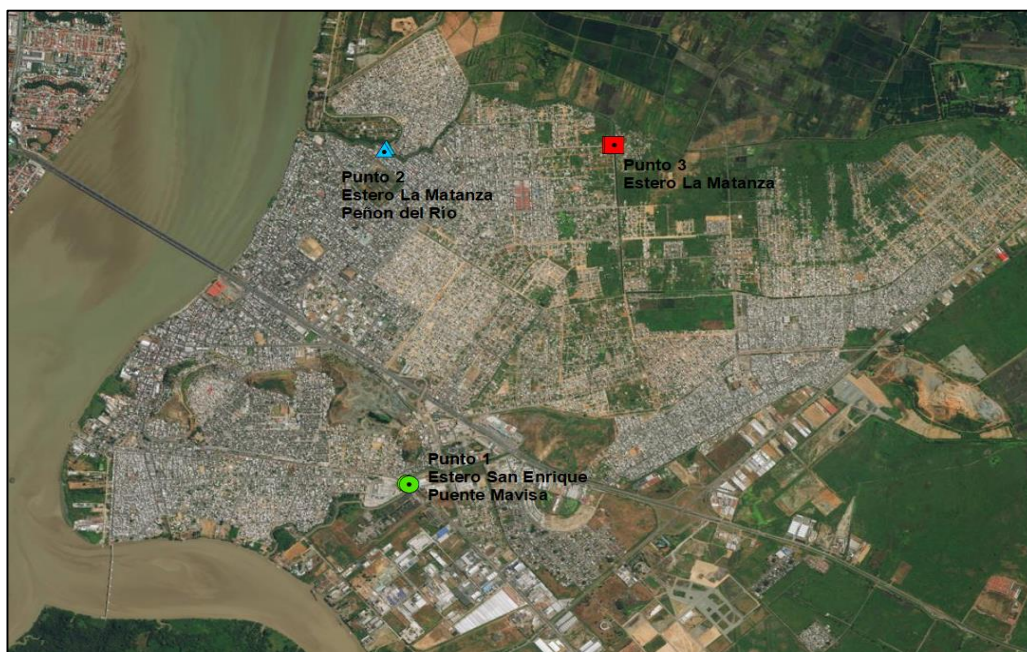 Punto 2
Estero La Matanza
Peñon del Rio
Punto 3
Estero La Matanza
Punto 1
Estero San Enrique
Puente Mavisa